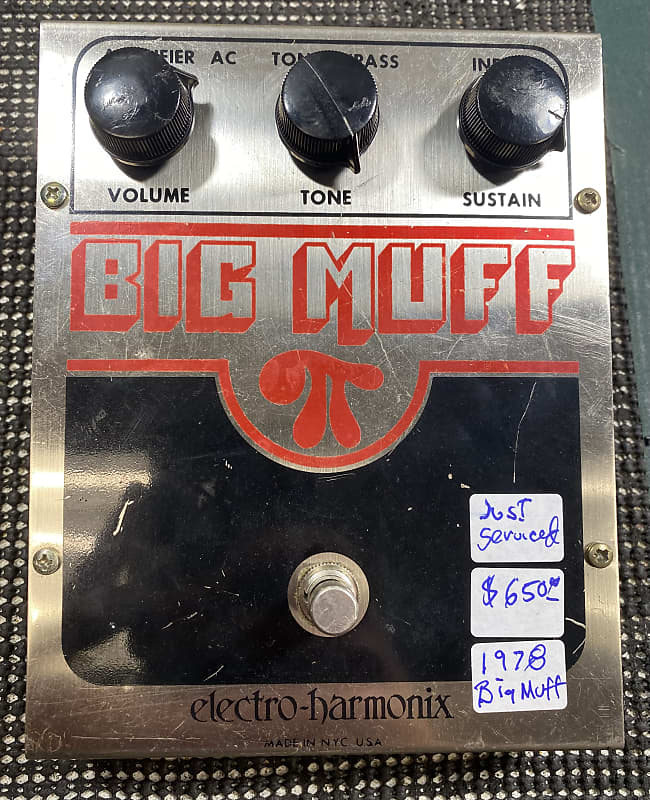 AC
VOLUME
TONE
SUSTAIN
BIG MUFF
π
Just
Serviced
$650
1978
Big Muff
electro-harmonix
MADE IN NYC USA